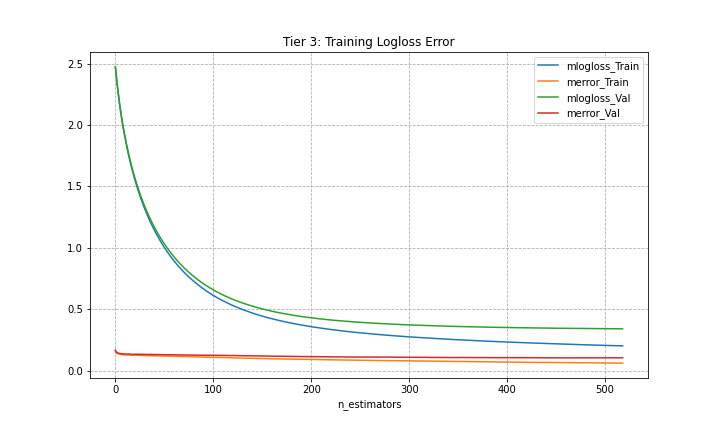 Tier 3: Training Logloss Error
mlogloss_Train
merror_Train
mlogloss_Val
merror_Val
2.5
2.0
1.5
1.0
0.5
0.0
0 100 200 300 400 500
n_estimators